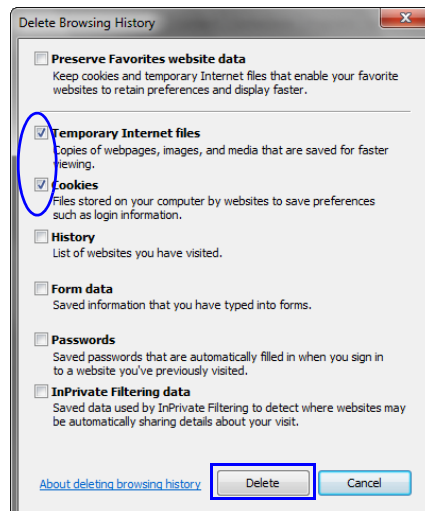 Delete Browsing History
Preserve Favorites website data
Keep cookies and temporary Internet files that enable your favorite
websites to retain preferences and display faster.
Temporary Internet files
Copies of webpages, images, and media that are saved for faster
viewing.
Cookies
Files stored on your computer by websites to save preferences
such as login information.
History
List of websites you have visited.
Form data
Saved information that you have typed into forms.
Passwords
Saved passwords that are automatically filled in when you sign in
to a website you've previously visited.
InPrivate Filtering data
Saved data used by InPrivate Filtering to detect where websites may
be automatically sharing details about your visit.
About deleting browsing history Delete Cancel